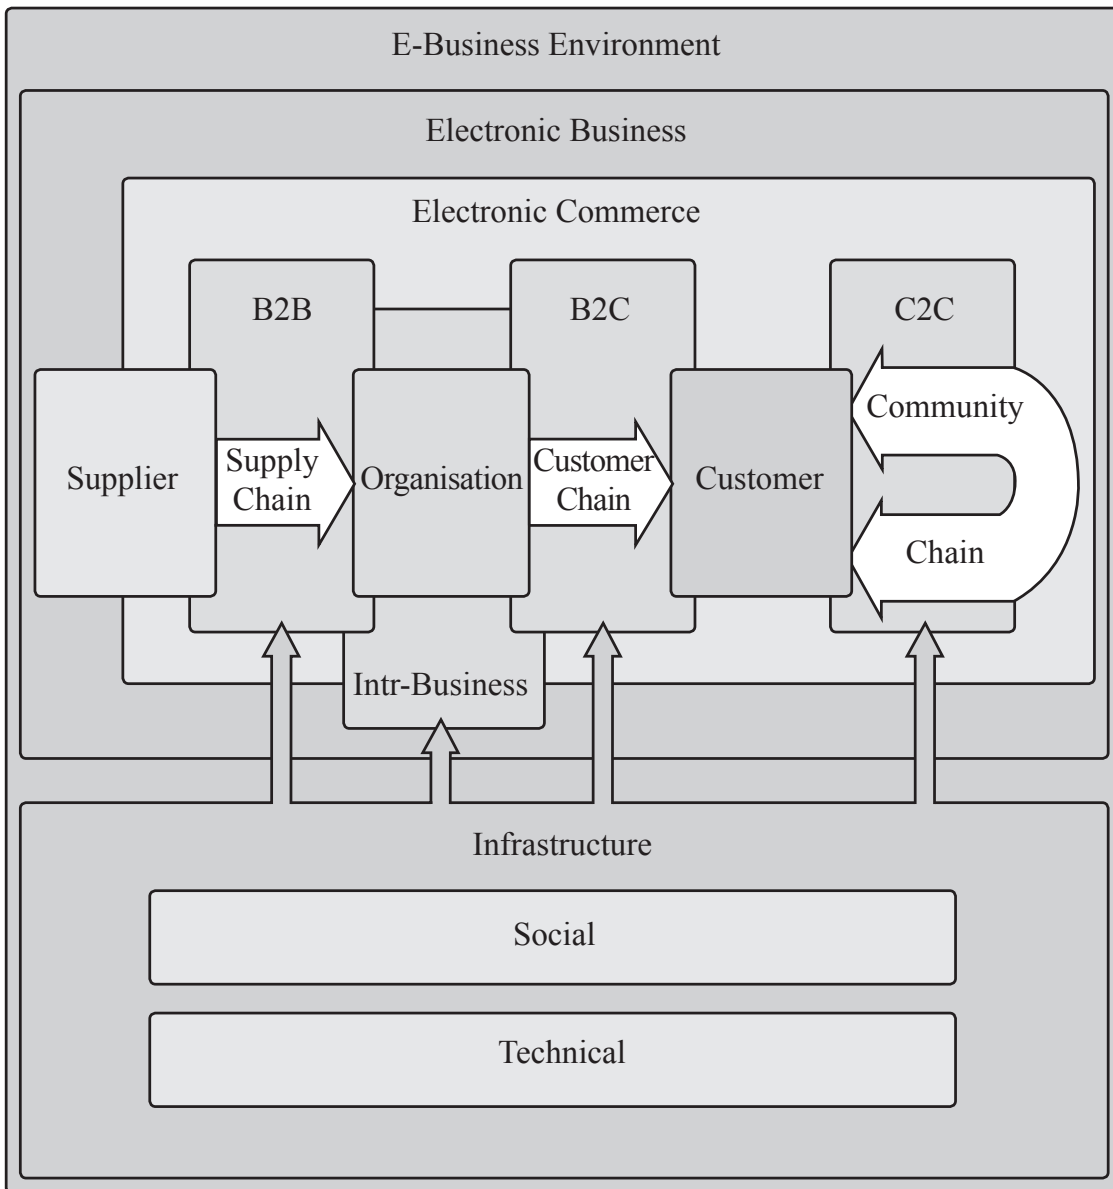 E-Business Environment
Electronic Business
Electronic Commerce
B2B
B2C
C2C
Supplier
Supply
Chain
Organisation
Customer
Chain
Customer
Community
Chain
Intr-Business
Infrastructure
Social
Technical